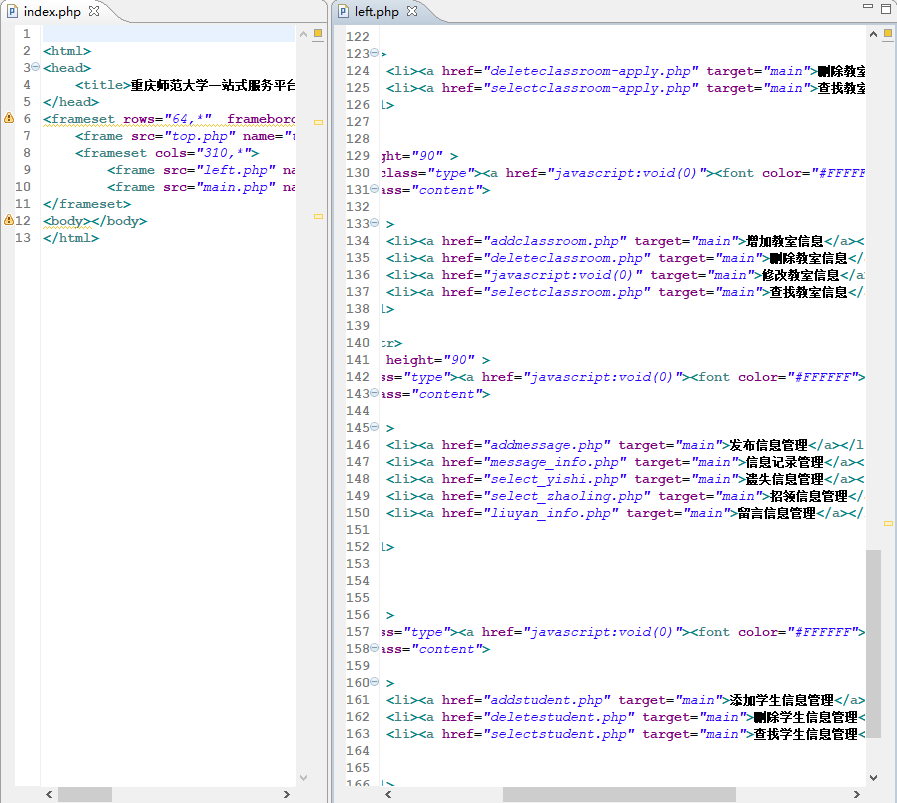 index.php
1
2 <html>
3 <head>
4 <title>重庆师范大学一站式服务平台
5 </head>
6 <frameset rows="64,*" frameborc
7 <frame src="top.php" name="
8 <frameset cols="310,*">
9 <frame src="left.php" na
10 <frame src="main.php" na
11 </frameset>
12 <body></body>
13 </html>
left.php
122
123 >
124 <li><a href="deleteclassroom-apply.php" target="main">删除教室
125 <li><a href="selectclassroom-apply.php" target="main">查找教室
126 l>
127
128
129 ght="90" >
130 class="type"><a href="javascript:void(0)"><font color="#FFFFF
131 ass="content">
132
133 >
134 <li><a href="addclassroom.php" target="main">增加教室信息</a><
135 <li><a href="deleteclassroom.php" target="main">删除教室信息</
136 <li><a href="javascript:void(0)" target="main">修改教室信息</a
137 <li><a href="selectclassroom.php" target="main">查找教室信息</
138 l>
139
140 tr>
141 height="90" >
142 ss="type"><a href="javascript:void(0)"><font color="#FFFFFF">
143 ass="content">
144
145 >
146 <li><a href="addmessage.php" target="main">发布信息管理</a></l
147 <li><a href="message_info.php" target="main">信息记录管理</a><
148 <li><a href="select_yishi.php" target="main">盗失信息管理</a><
149 <li><a href="select_zhaoling.php" target="main">招领信息管理</
150 <li><a href="liuyan_info.php" target="main">留言信息管理</a></
151
152 l>
153
154
155
156 >
157 ss="type"><a href="javascript:void(0)"><font color="#FFFFFF">
158 ass="content">
159
160 >
161 <li><a href="addstudent.php" target="main">添加学生信息管理</a>
162 <li><a href="deletestudent.php" target="main">删除学生信息管理<
163 <li><a href="selectstudent.php" target="main">查找学生信息管理<
164
165
166 l>